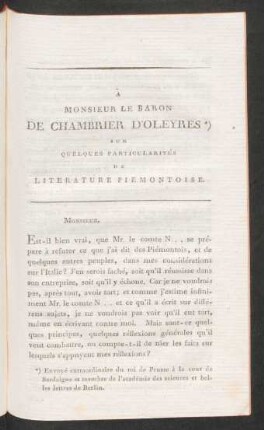 À
MONSIEUR LE BARON
DE CHAMBRIER D'OLEYRES *)
SUR
QUELQUES PARTICULARITÉS
DE
LITERATURE PIEMONTOISE.
MONSIEUR,
Est-il bien vrai, que Mr. le comte N . . se pré-
pare à refuter ce que j'ai dit des Piémontois, et de
quelques autres peuples, dans mes considérations
sur l'Italie? J'en serois faché, soit qu'il réussisse dans
son entreprise, soit qu'il y échoue. Car je ne voudrois
pas, après tout, avoir tort; et comme j'estime infini-
ment Mr. le comte N . . . et ce qu'il a écrit sur diffé-
rens sujets, je ne voudrois pas voir qu'il eût tort,
même en écrivant contre moi. Mais sont-ce quel-
ques principes, quelques réflexions générales qu'il
veut combattre, ou compte-t-il de nier les faits sur
lesquels s'appuyent mes réflexions?
*) Envoyé extraordinaire du roi de Prusse à la cour de
Sardaigne et membre de l'académie des sciences et bel-
les lettres de Berlin.